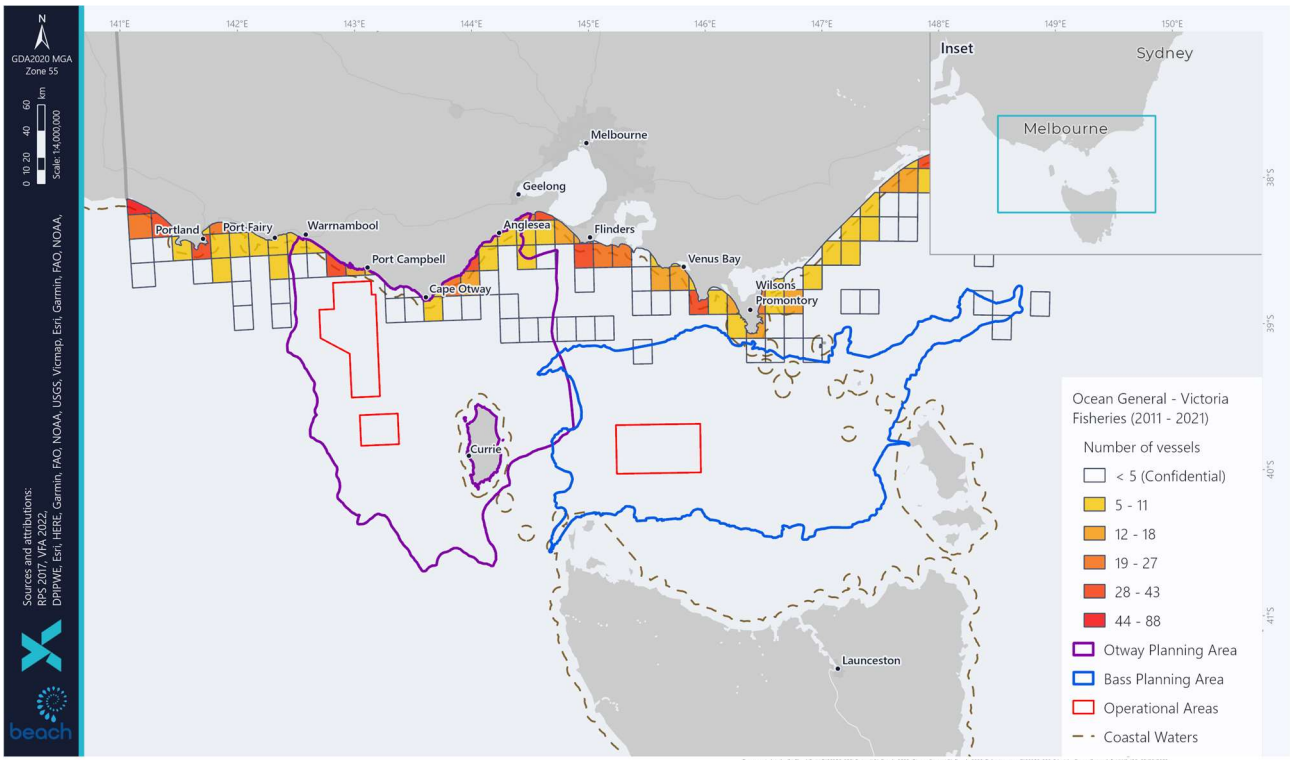 N
GDA2020 MGA
Zone 55
0 10 20 40 60
km
Scale: 1:4,000,000
Sources and attributions:
RPS 2017, VFA 2022,
DPIPWE, Esri, HERE, Garmin, FAO, NOAA, USGS, Vicmap, Esri, Garmin, FAO, NOAA,
beach
141°E
142°E
143°E
144°E
145°E
146°E
147°E
148°E
149°E
150°E
38°S
39°S
40°S
41°S
Inset
Sydney
Melbourne
Melbourne
Geelong
Portland
Port Fairy
Warrnambool
Anglesea
Flinders
Port Campbell
Venus Bay
Cape Otway
Wilsons
Promontory
Currie
Launceston
Ocean General - Victoria
Fisheries (2011 - 2021)
Number of vessels
< 5 (Confidential)
5 - 11
12 - 18
19 - 27
28 - 43
44 - 88
Otway Planning Area
Bass Planning Area
Operational Areas
Coastal Waters